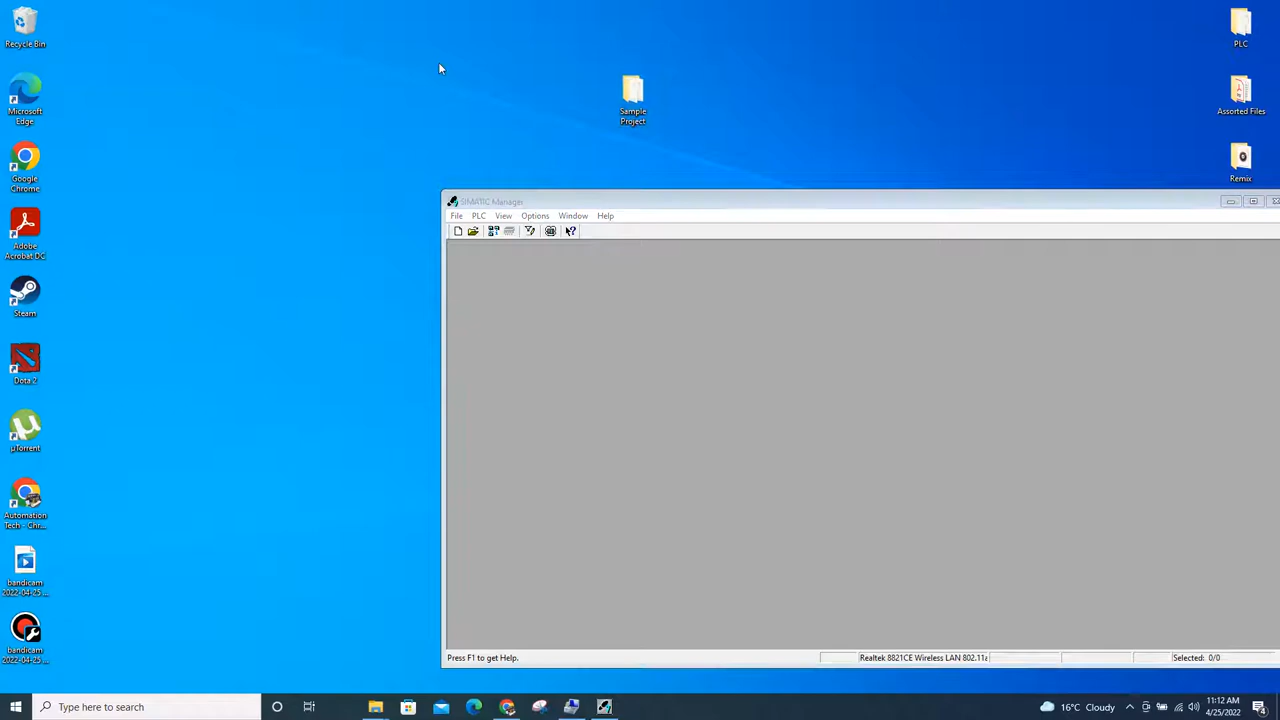 Recycle Bin
Microsoft
Edge
Google
Chrome
Adobe
Acrobat DC
Steam
Dota 2
µTorrent
Automation
Tech - Chr...
bandicam
2022-04-25 ...
bandicam
2022-04-25 ...
Sample
Project
PLC
Assorted Files
Remix
SIMATIC Manager
File PLC View Options Window Help
Press F1 to get Help.
Realtek 8821CE Wireless LAN 802.11a
Selected: 0/0
Type here to search
16°C Cloudy
11:12 AM
4/25/2022
4